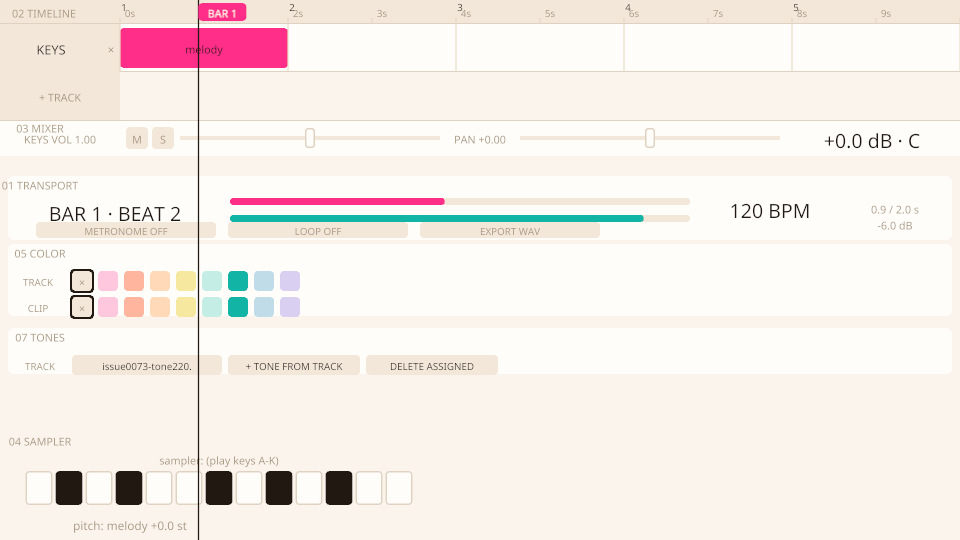 02 TIMELINE
1 2 3 4 5
0s BAR 1 2s 3s 5s 6s 8s 9s
KEYS × melody
+ TRACK
03 MIXER
KEYS VOL 1.00 M S PAN +0.00 +0.0 dB · C
01 TRANSPORT
BAR 1 · BEAT 2 120 BPM 0.9 / 2.0 s
-6.0 dB
METRONOME OFF LOOP OFF EXPORT WAV
05 COLOR
TRACK ×
CLIP ×
07 TONES
TRACK issue0073-tone220. + TONE FROM TRACK DELETE ASSIGNED
04 SAMPLER
sampler: (play keys A-K)
pitch: melody +0.0 st